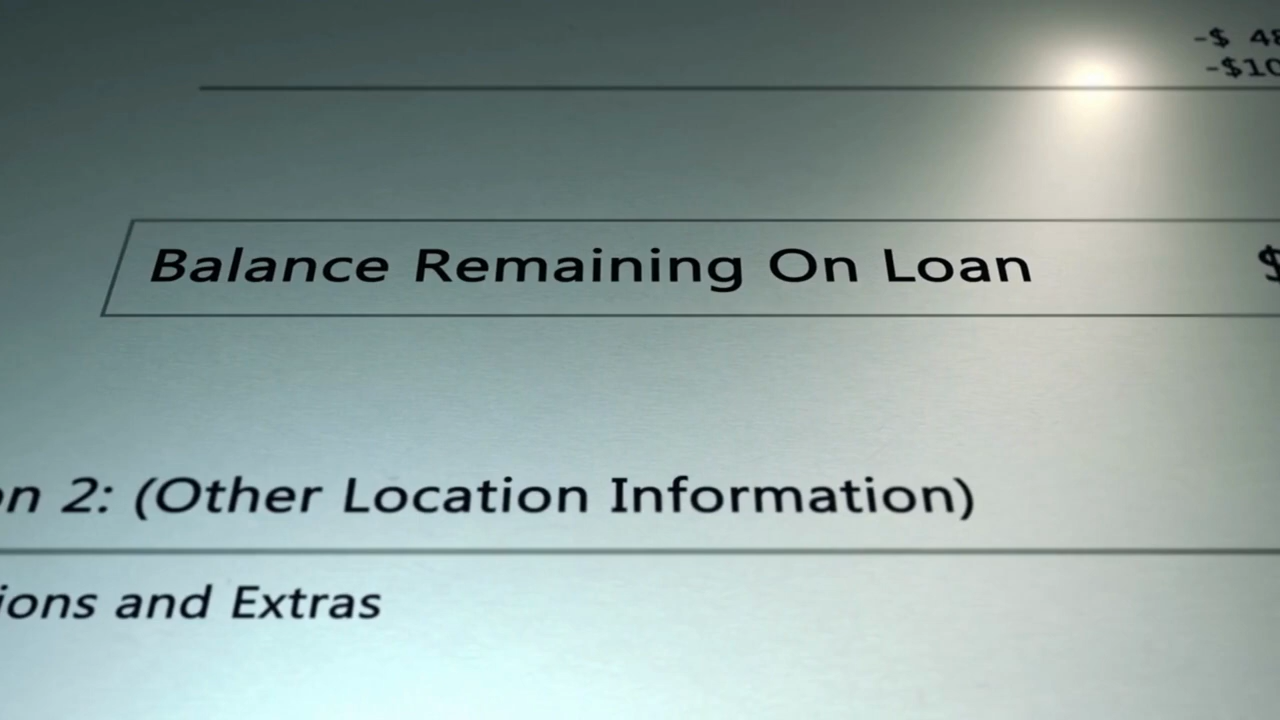 -$ 48
-$10
Balance Remaining On Loan $
on 2: (Other Location Information)
ions and Extras